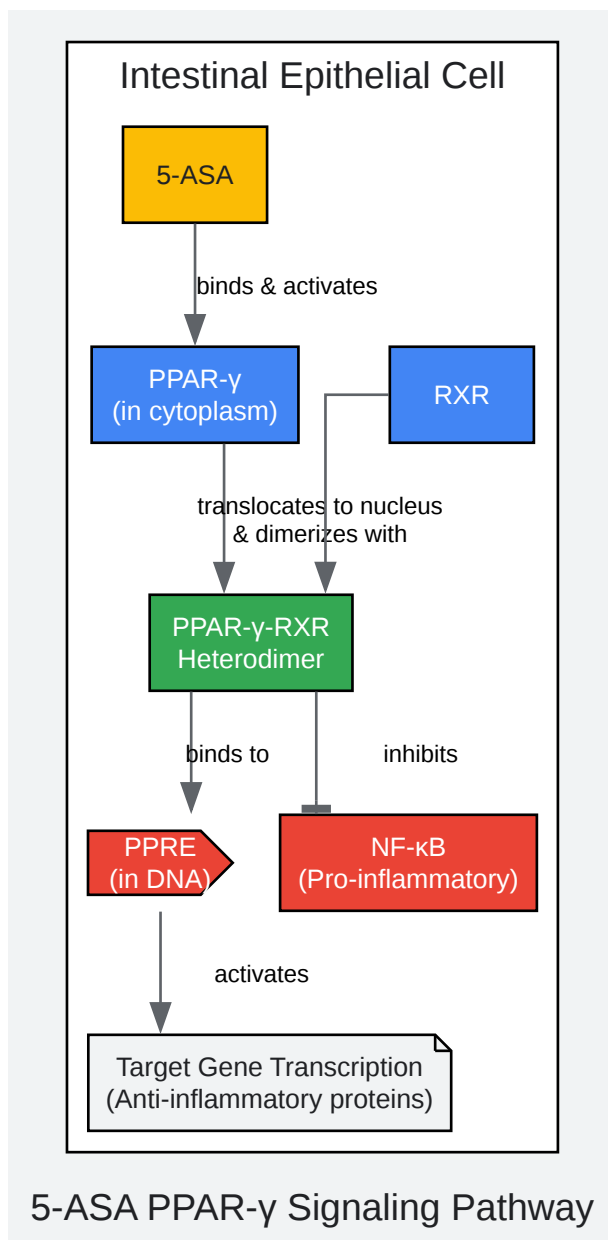 Intestinal Epithelial Cell
5-ASA
binds & activates
PPAR-γ
(in cytoplasm)
RXR
translocates to nucleus
& dimerizes with
PPAR-γ-RXR
Heterodimer
binds to
inhibits
PPRE
(in DNA)
NF-κB
(Pro-inflammatory)
activates
Target Gene Transcription
(Anti-inflammatory proteins)
5-ASA PPAR-γ Signaling Pathway